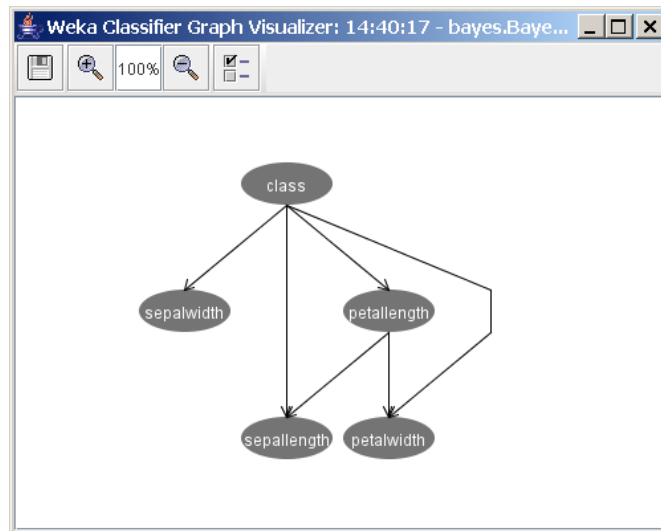 Weka Classifier Graph Visualizer: 14:40:17 - bayes.Baye...
100%
class
sepalwidth petallength
sepallength petalwidth